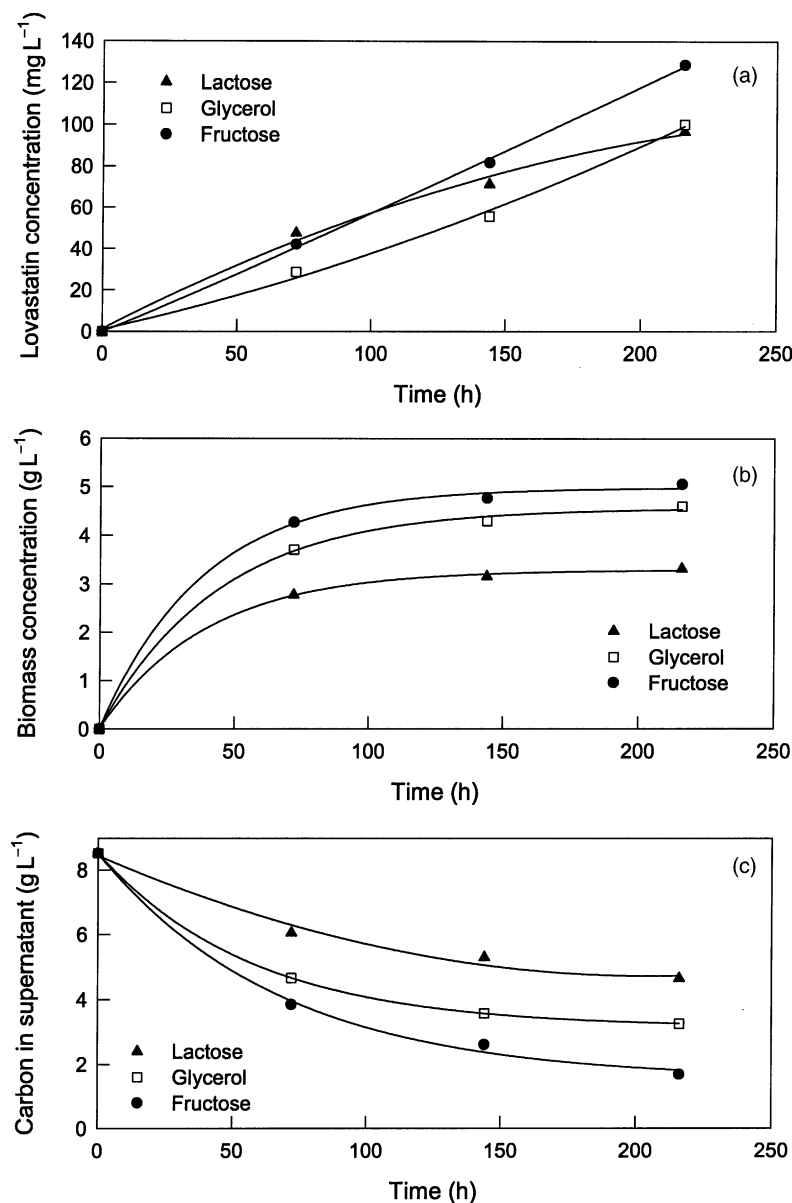 140
120
100
80
60
40
20
0
Lovastatin concentration (mg L⁻¹)
Lactose
Glycerol
Fructose
(a)
0 50 100 150 200 250
Time (h)
6
5
4
3
2
1
0
Biomass concentration (g L⁻¹)
(b)
Lactose
Glycerol
Fructose
0 50 100 150 200 250
Time (h)
8
6
4
2
0
Carbon in supernatant (g L⁻¹)
(c)
Lactose
Glycerol
Fructose
0 50 100 150 200 250
Time (h)